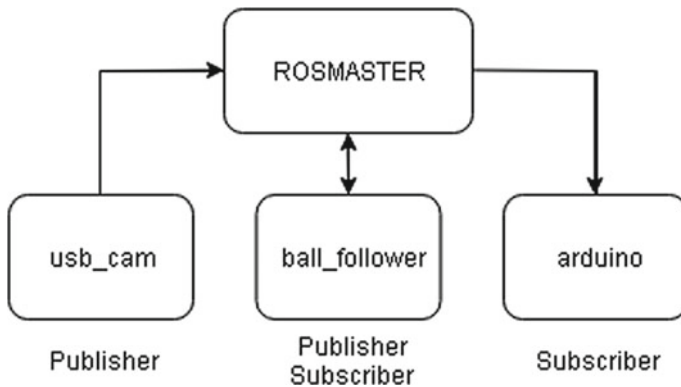 ROSMASTER
usb_cam
ball_follower
arduino
Publisher
Publisher
Subscriber
Subscriber